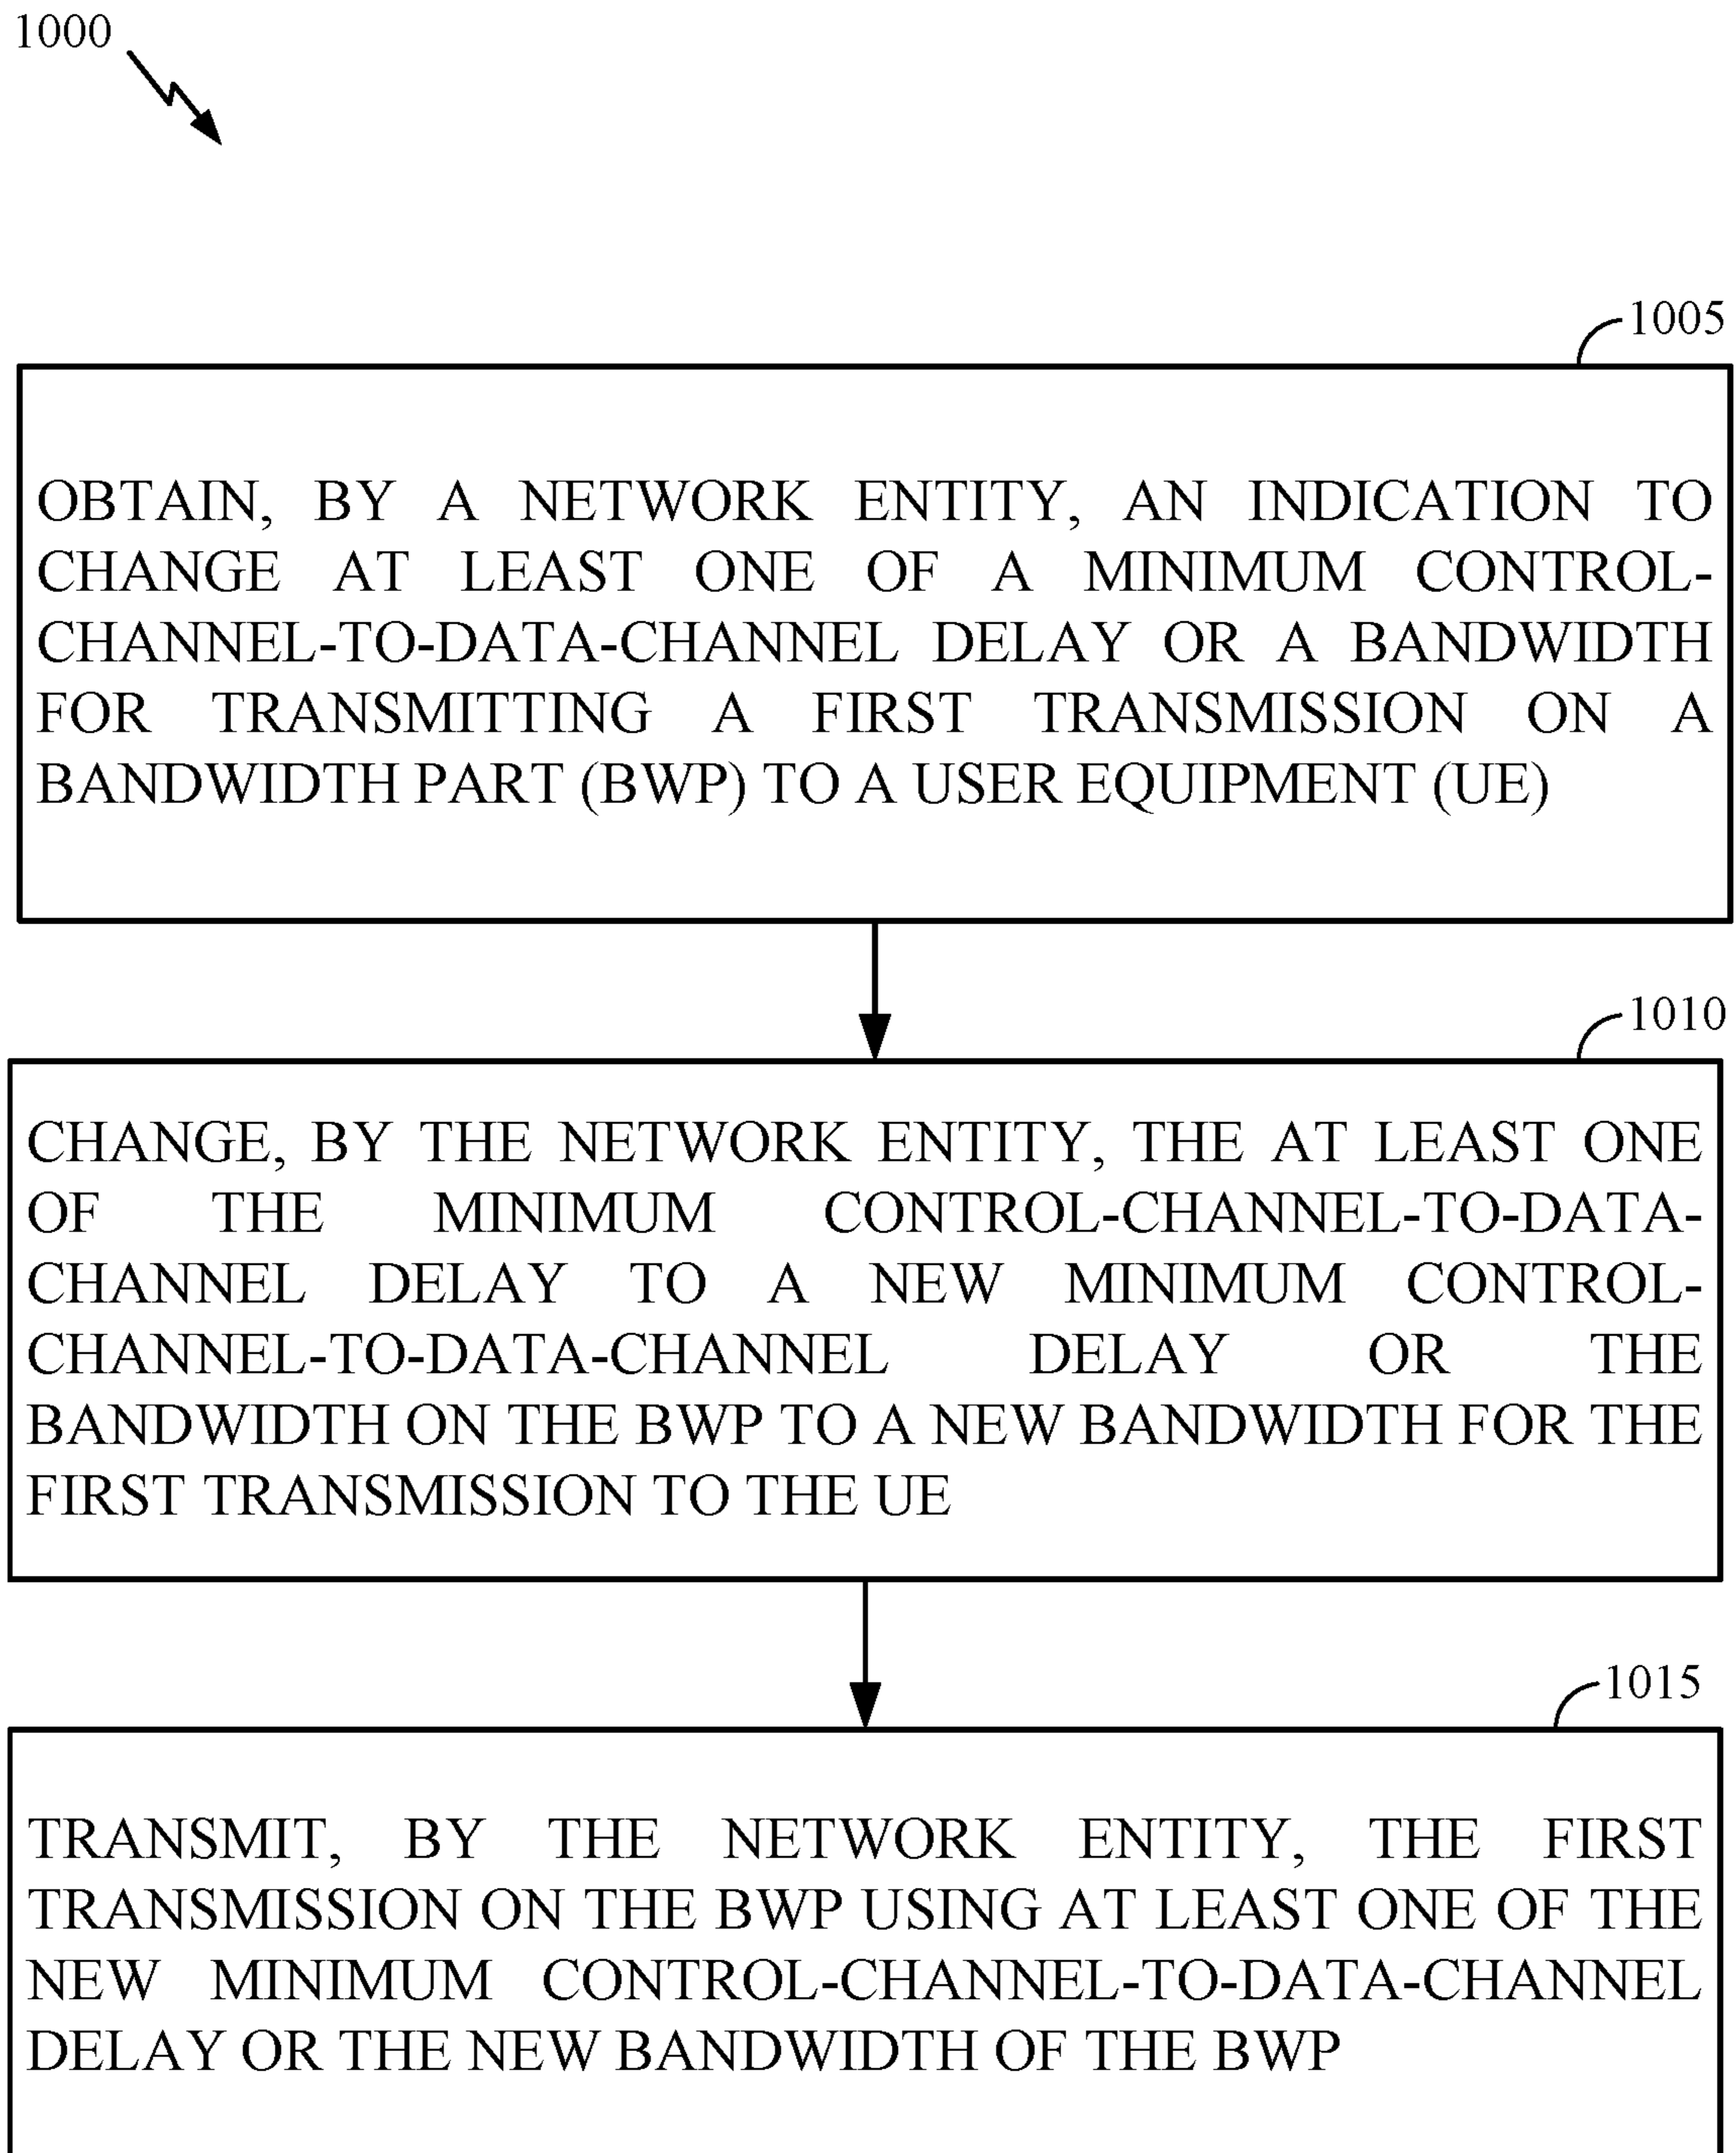 1000
1005
OBTAIN, BY A NETWORK ENTITY, AN INDICATION TO
CHANGE AT LEAST ONE OF A MINIMUM CONTROL-
CHANNEL-TO-DATA-CHANNEL DELAY OR A BANDWIDTH
FOR TRANSMITTING A FIRST TRANSMISSION ON A
BANDWIDTH PART (BWP) TO A USER EQUIPMENT (UE)
1010
CHANGE, BY THE NETWORK ENTITY, THE AT LEAST ONE
OF THE MINIMUM CONTROL-CHANNEL-TO-DATA-
CHANNEL DELAY TO A NEW MINIMUM CONTROL-
CHANNEL-TO-DATA-CHANNEL DELAY OR THE
BANDWIDTH ON THE BWP TO A NEW BANDWIDTH FOR THE
FIRST TRANSMISSION TO THE UE
1015
TRANSMIT, BY THE NETWORK ENTITY, THE FIRST
TRANSMISSION ON THE BWP USING AT LEAST ONE OF THE
NEW MINIMUM CONTROL-CHANNEL-TO-DATA-CHANNEL
DELAY OR THE NEW BANDWIDTH OF THE BWP